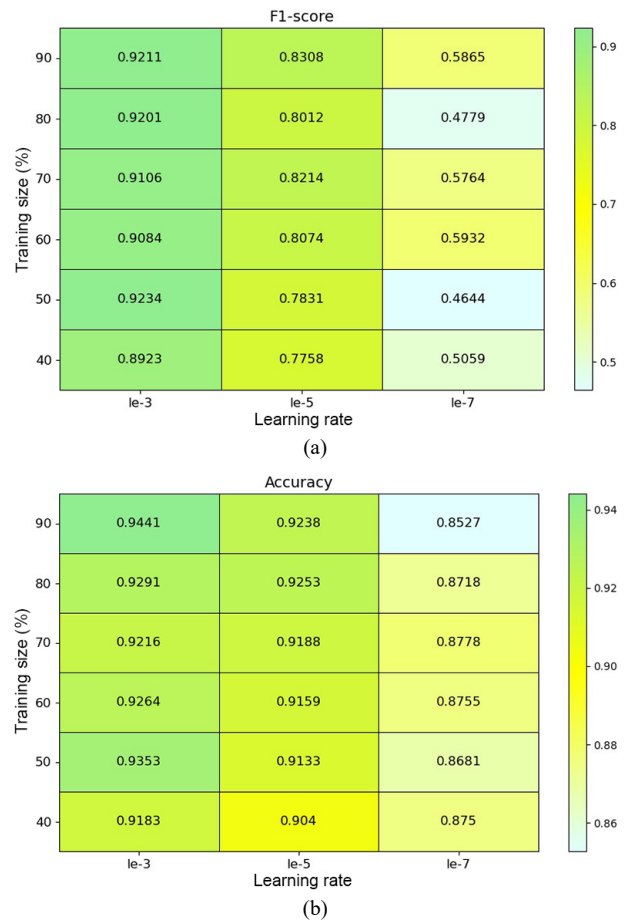 F1-score
90 0.9211 0.8308 0.5865
80 0.9201 0.8012 0.4779
70 0.9106 0.8214 0.5764
60 0.9084 0.8074 0.5932
50 0.9234 0.7831 0.4644
40 0.8923 0.7758 0.5059
Training size (%)
le-3 le-5 le-7
Learning rate
0.9
0.8
0.7
0.6
0.5
(a)
Accuracy
90 0.9441 0.9238 0.8527
80 0.9291 0.9253 0.8718
70 0.9216 0.9188 0.8778
60 0.9264 0.9159 0.8755
50 0.9353 0.9133 0.8681
40 0.9183 0.904 0.875
Training size (%)
le-3 le-5 le-7
Learning rate
0.94
0.92
0.90
0.88
0.86
(b)